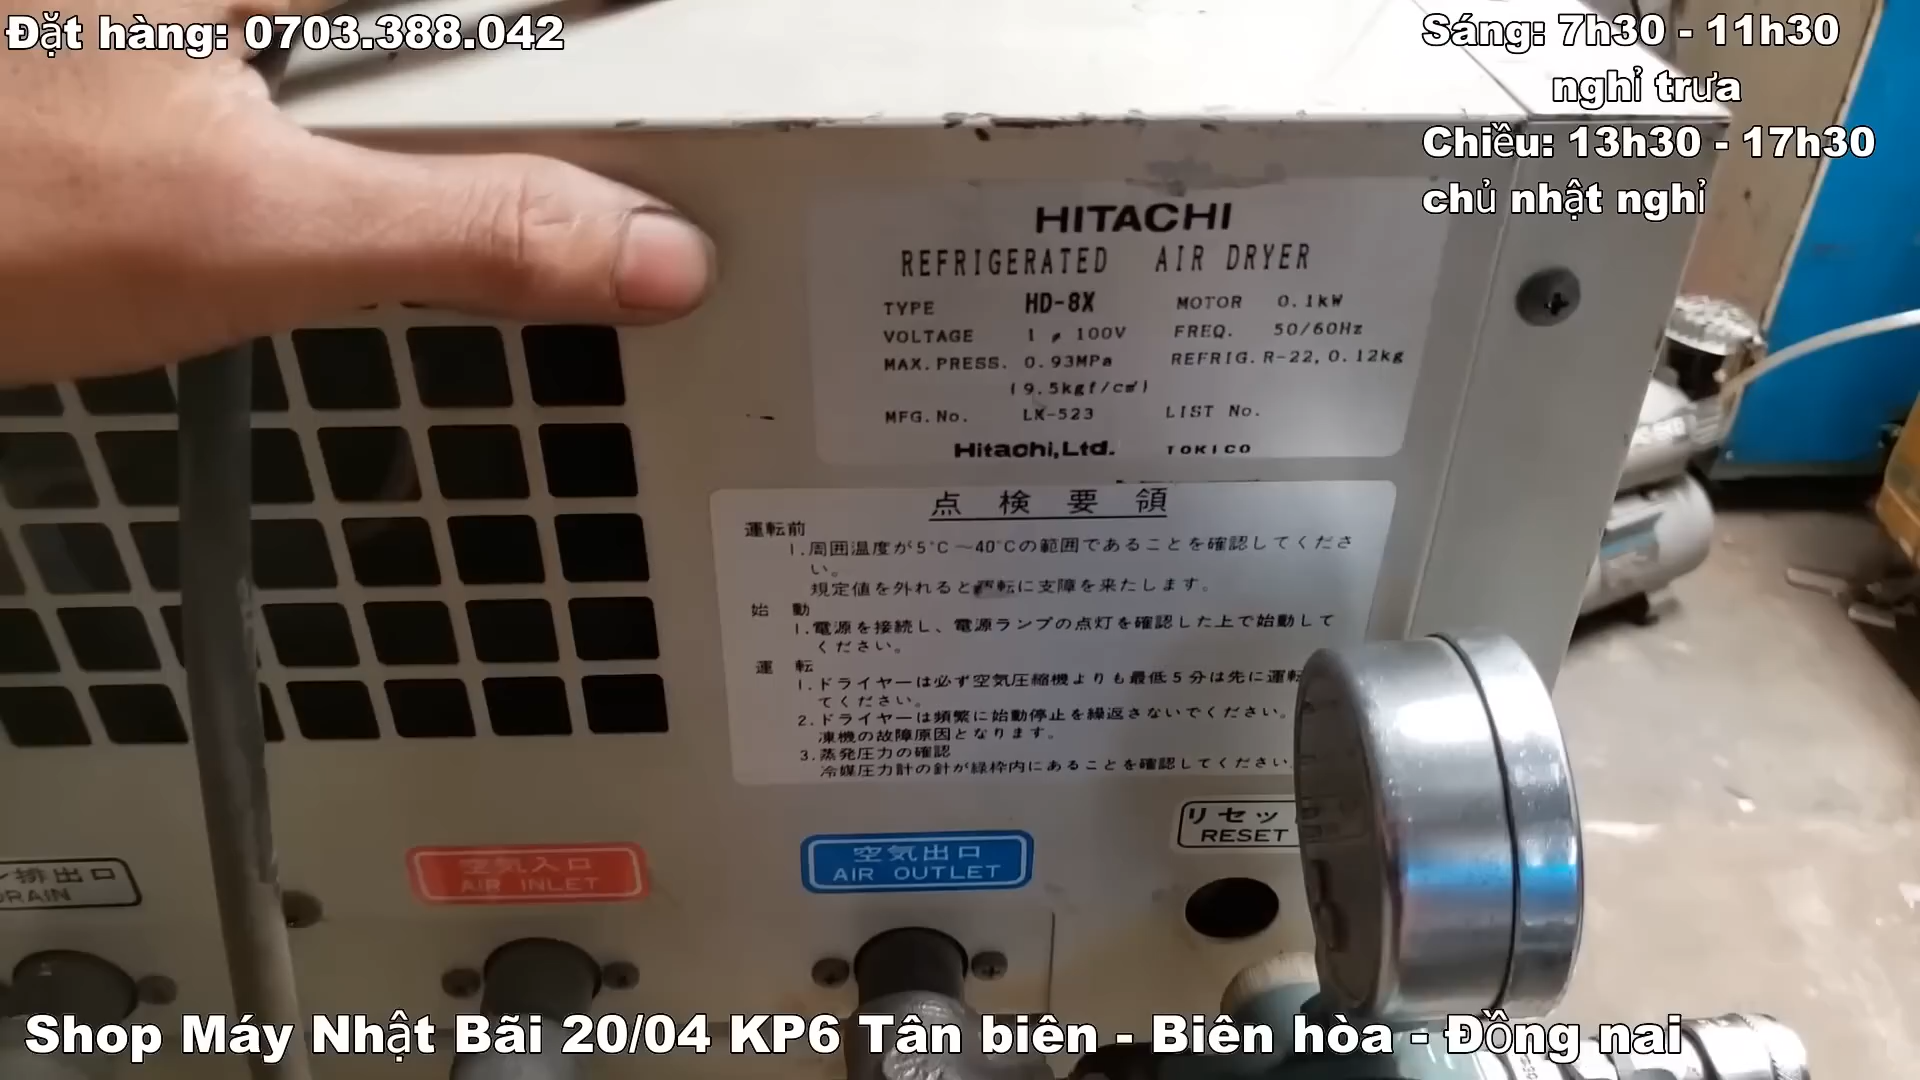 Đặt hàng: 0703.388.042
Sáng: 7h30 - 11h30
nghỉ trưa
Chiều: 13h30 - 17h30
chủ nhật nghỉ
HITACHI
REFRIGERATED AIR DRYER
TYPE HD-8X MOTOR 0.1kW
VOLTAGE 1 ø 100V FREQ. 50/60Hz
MAX.PRESS. 0.93MPa REFRIG. R-22, 0.12kg
(9.5kgf/c㎡)
MFG.No. LK-523 LIST No.
Hitachi,Ltd. TOKICO
点検要領
運転前
1.周囲温度が5°C～40°Cの範囲であることを確認してくださ
い。
規定値を外れると運転に支障を来たします。
始動
1.電源を接続し、電源ランプの点灯を確認した上で始動して
ください。
運転
1.ドライヤーは必ず空気圧縮機よりも最低5分は先に運転
てください。
2.ドライヤーは頻繁に始動停止を繰返さないでください。
凍機の故障原因となります。
3.蒸発圧力の確認
冷媒圧力計の針が緑枠内にあることを確認してください
リセッ
RESET
空気出口
AIR OUTLET
空気入口
AIR INLET
ン排出口
DRAIN
Shop Máy Nhật Bãi 20/04 KP6 Tân biên - Biên hòa - Đồng nai